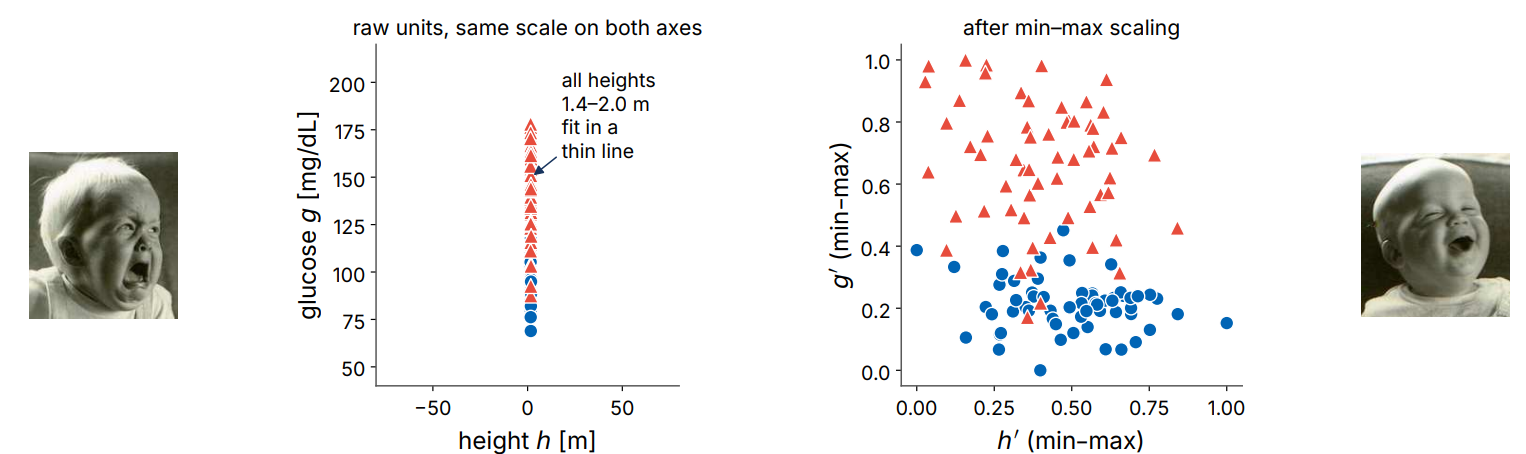 raw units, same scale on both axes
200
175
150
125
100
75
50
glucose g [mg/dL]
all heights
1.4–2.0 m
fit in a
thin line
−50
0
50
height h [m]
after min–max scaling
1.0
0.8
0.6
0.4
0.2
0.0
g′ (min–max)
0.00
0.25
0.50
0.75
1.00
h′ (min–max)